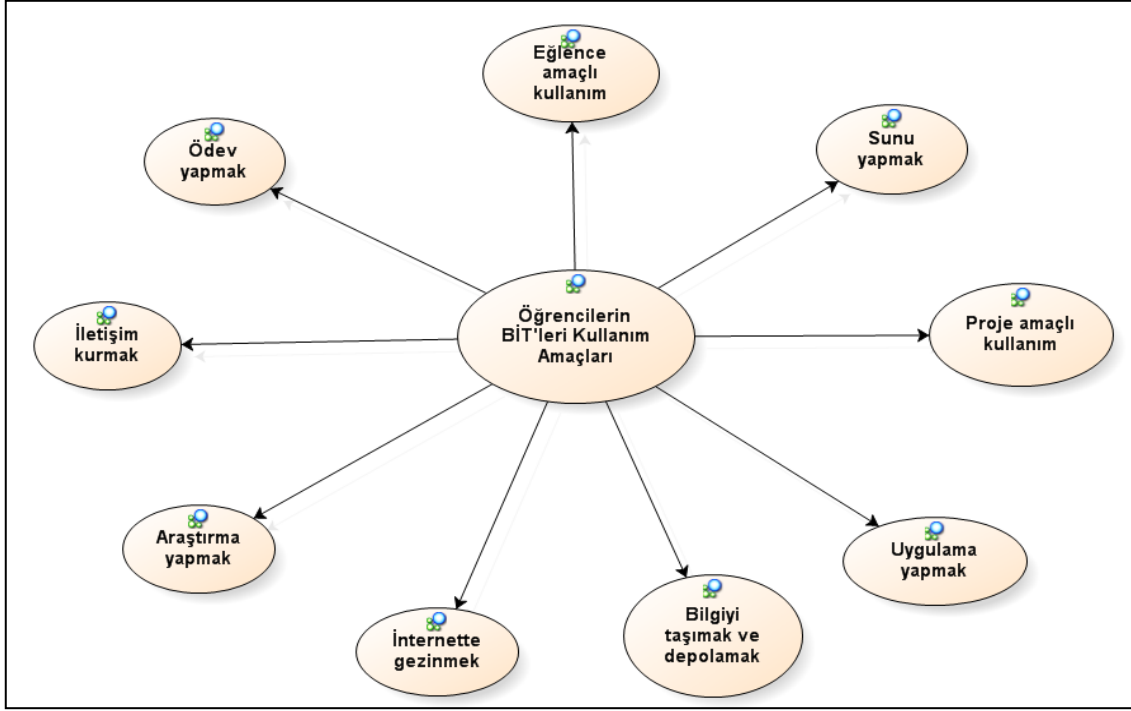 Eğlence
amaçlı
kullanım
Sunu
yapmak
Ödev
yapmak
Öğrencilerin
BİT'leri Kullanım
Amaçları
Proje amaçlı
kullanım
İletişim
kurmak
Araştırma
yapmak
Uygulama
yapmak
Bilgiyi
taşımak ve
depolamak
İnternette
gezinmek